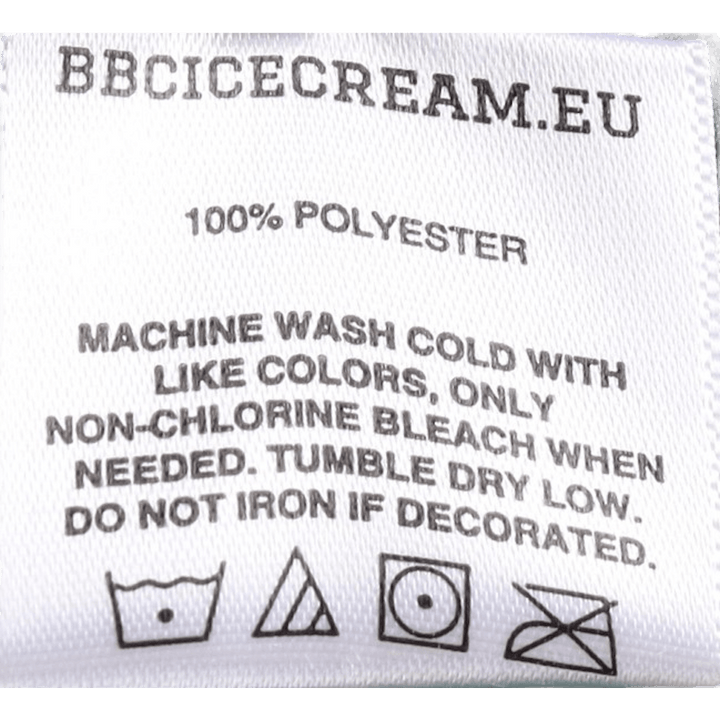 BBCICECREAM.EU
100% POLYESTER
MACHINE WASH COLD WITH
LIKE COLORS, ONLY
NON-CHLORINE BLEACH WHEN
NEEDED. TUMBLE DRY LOW.
DO NOT IRON IF DECORATED.